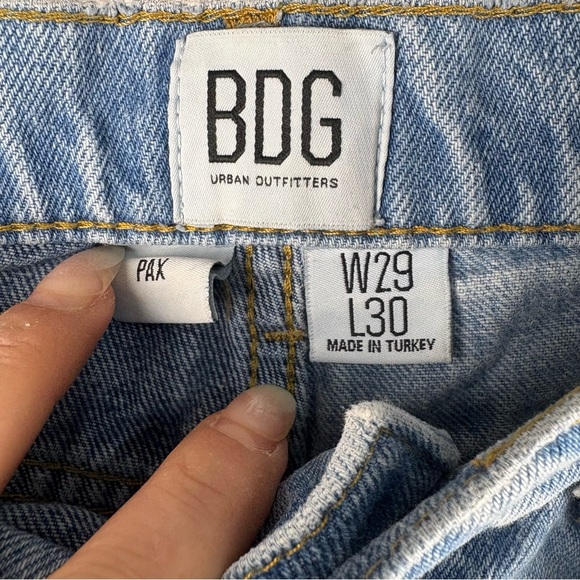 BDG
URBAN OUTFITTERS
PAX
W29
L30
MADE IN TURKEY